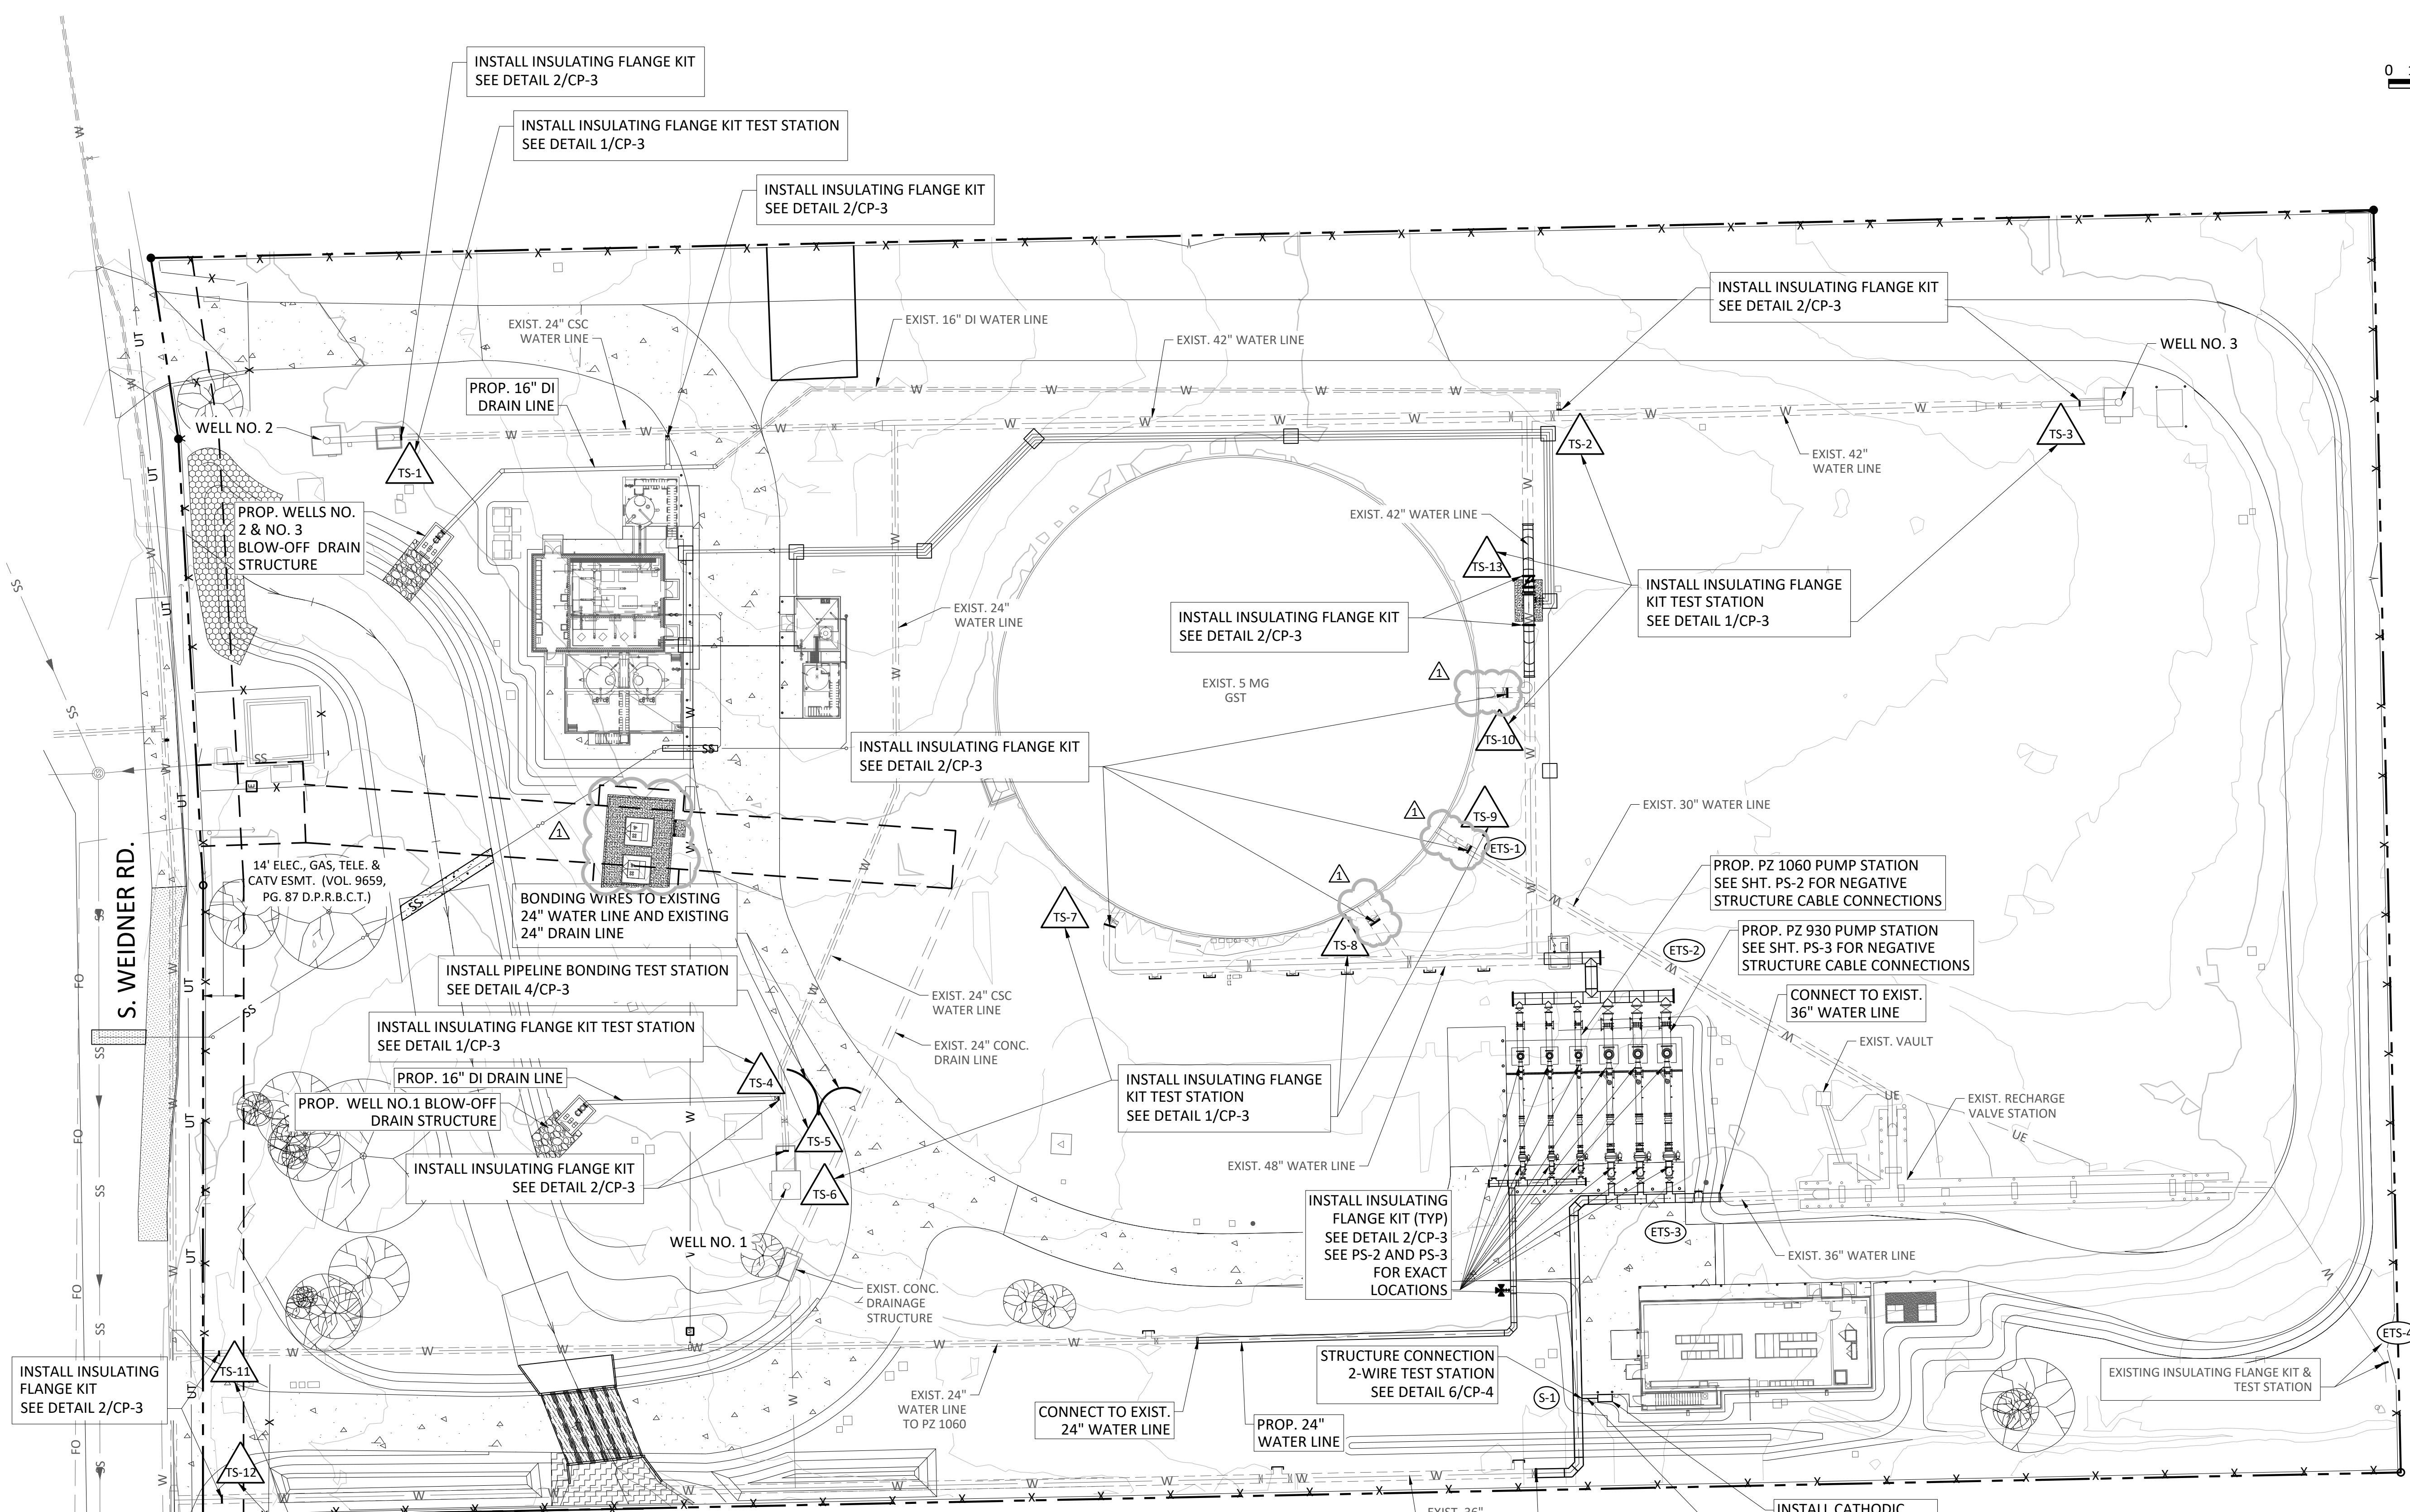 INSTALL INSULATING FLANGE KIT
SEE DETAIL 2/CP-3
INSTALL INSULATING FLANGE KIT TEST STATION
SEE DETAIL 1/CP-3
INSTALL INSULATING FLANGE KIT
SEE DETAIL 2/CP-3
0
INSTALL INSULATING FLANGE KIT
SEE DETAIL 2/CP-3
EXIST. 24" CSC
WATER LINE
EXIST. 16" DI WATER LINE
EXIST. 42" WATER LINE
WELL NO. 3
PROP. 16" DI
DRAIN LINE
WELL NO. 2
TS-1
TS-2
TS-3
EXIST. 42"
WATER LINE
PROP. WELLS NO.
2 & NO. 3
BLOW-OFF DRAIN
STRUCTURE
EXIST. 42" WATER LINE
TS-13
INSTALL INSULATING FLANGE
KIT TEST STATION
SEE DETAIL 1/CP-3
EXIST. 24"
WATER LINE
INSTALL INSULATING FLANGE KIT
SEE DETAIL 2/CP-3
EXIST. 5 MG
GST
1
TS-10
INSTALL INSULATING FLANGE KIT
SEE DETAIL 2/CP-3
SS
1
TS-9
ETS-1
EXIST. 30" WATER LINE
1
14' ELEC., GAS, TELE. &
CATV ESMT. (VOL. 9659,
PG. 87 D.P.R.B.C.T.)
S. WEIDNER RD.
BONDING WIRES TO EXISTING
24" WATER LINE AND EXISTING
24" DRAIN LINE
1
TS-7
TS-8
PROP. PZ 1060 PUMP STATION
SEE SHT. PS-2 FOR NEGATIVE
STRUCTURE CABLE CONNECTIONS
PROP. PZ 930 PUMP STATION
SEE SHT. PS-3 FOR NEGATIVE
STRUCTURE CABLE CONNECTIONS
ETS-2
INSTALL PIPELINE BONDING TEST STATION
SEE DETAIL 4/CP-3
EXIST. 24" CSC
WATER LINE
CONNECT TO EXIST.
36" WATER LINE
INSTALL INSULATING FLANGE KIT TEST STATION
SEE DETAIL 1/CP-3
EXIST. 24" CONC.
DRAIN LINE
EXIST. VAULT
TS-4
PROP. 16" DI DRAIN LINE
INSTALL INSULATING FLANGE
KIT TEST STATION
SEE DETAIL 1/CP-3
PROP. WELL NO.1 BLOW-OFF
DRAIN STRUCTURE
UE
EXIST. RECHARGE
VALVE STATION
UE
TS-5
INSTALL INSULATING FLANGE KIT
SEE DETAIL 2/CP-3
TS-6
EXIST. 48" WATER LINE
INSTALL INSULATING
FLANGE KIT (TYP)
SEE DETAIL 2/CP-3
SEE PS-2 AND PS-3
FOR EXACT
LOCATIONS
WELL NO. 1
ETS-3
EXIST. 36" WATER LINE
EXIST. CONC.
DRAINAGE
STRUCTURE
TS-11
INSTALL INSULATING
FLANGE KIT
SEE DETAIL 2/CP-3
STRUCTURE CONNECTION
2-WIRE TEST STATION
SEE DETAIL 6/CP-4
ETS-4
EXISTING INSULATING FLANGE KIT &
TEST STATION
EXIST. 24"
WATER LINE
TO PZ 1060
CONNECT TO EXIST.
24" WATER LINE
PROP. 24"
WATER LINE
S-1
TS-12
EXIST. 36"
INSTALL CATHODIC